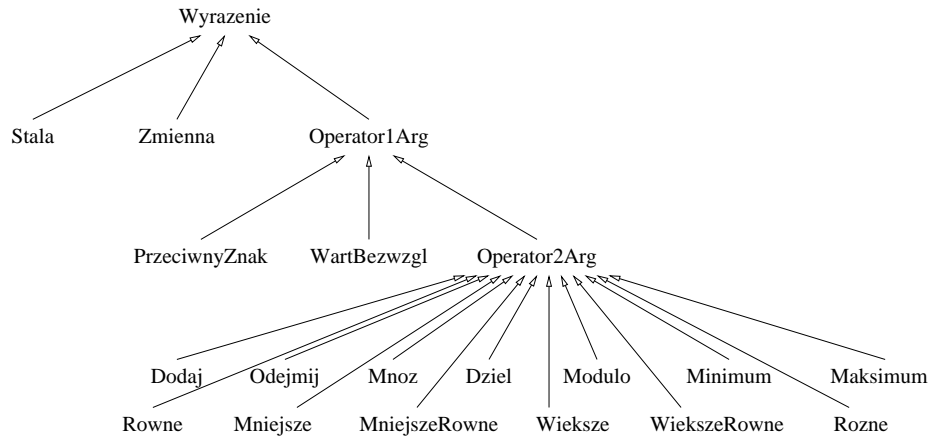 Wyrazenie
Stala Zmienna Operator1Arg
PrzeciwnyZnak WartBezwzgl Operator2Arg
Dodaj Odejmij Mnoz Dziel Modulo Minimum Maksimum
Rowne Mniejsze MniejszeRowne Wieksze WiekszeRowne Rozne